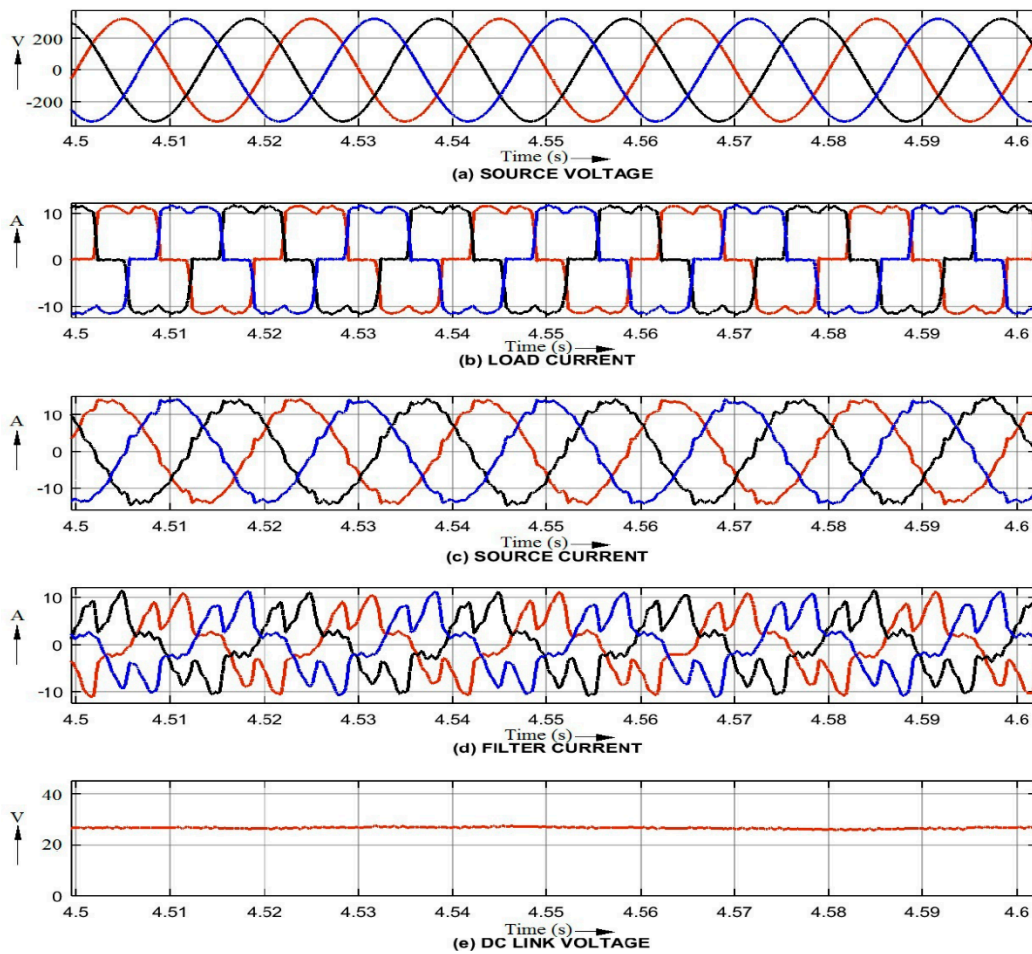 V
200
0
-200
4.5 4.51 4.52 4.53 4.54 4.55 4.56 4.57 4.58 4.59 4.6
Time (s)
(a) SOURCE VOLTAGE
A
10
0
-10
4.5 4.51 4.52 4.53 4.54 4.55 4.56 4.57 4.58 4.59 4.6
Time (s)
(b) LOAD CURRENT
A
10
0
-10
4.5 4.51 4.52 4.53 4.54 4.55 4.56 4.57 4.58 4.59 4.6
Time (s)
(c) SOURCE CURRENT
A
10
0
-10
4.5 4.51 4.52 4.53 4.54 4.55 4.56 4.57 4.58 4.59 4.6
Time (s)
(d) FILTER CURRENT
40
V
20
0
4.5 4.51 4.52 4.53 4.54 4.55 4.56 4.57 4.58 4.59 4.6
Time (s)
(e) DC LINK VOLTAGE